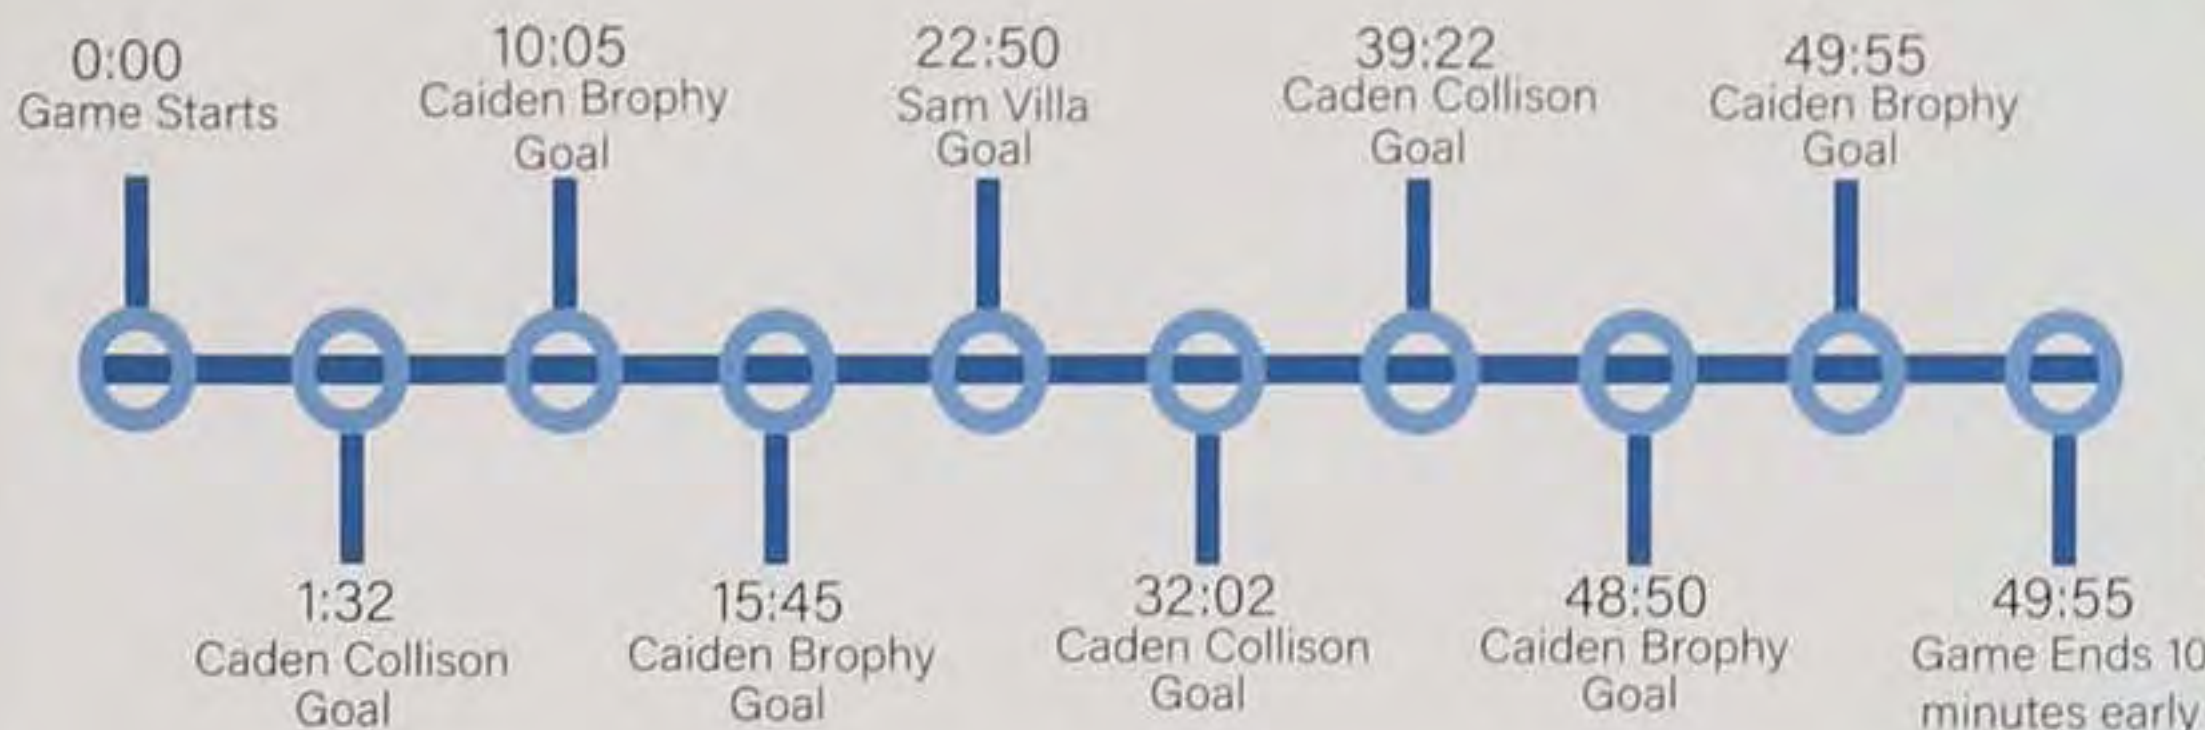 0:00
Game Starts
1:32
Caden Collison
Goal
10:05
Caiden Brophy
Goal
15:45
Caiden Brophy
Goal
22:50
Sam Villa
Goal
32:02
Caden Collison
Goal
39:22
Caden Collison
Goal
48:50
Caiden Brophy
Goal
49:55
Caiden Brophy
Goal
49:55
Game Ends 10
minutes early